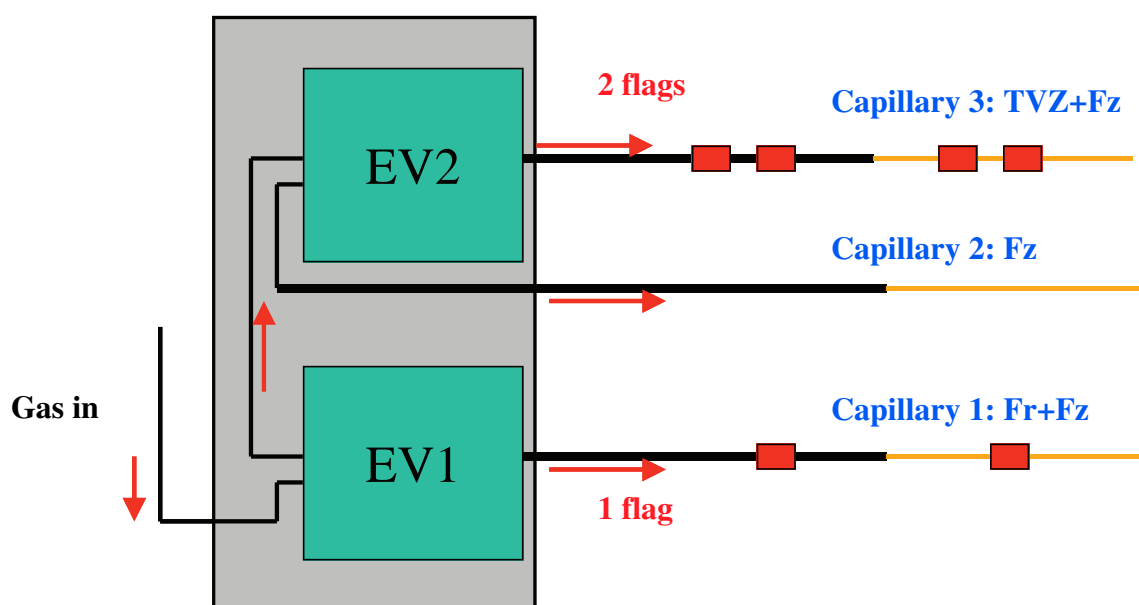 2 flags
Capillary 3: TVZ+Fz
EV2
Capillary 2: Fz
Gas in
Capillary 1: Fr+Fz
EV1
1 flag